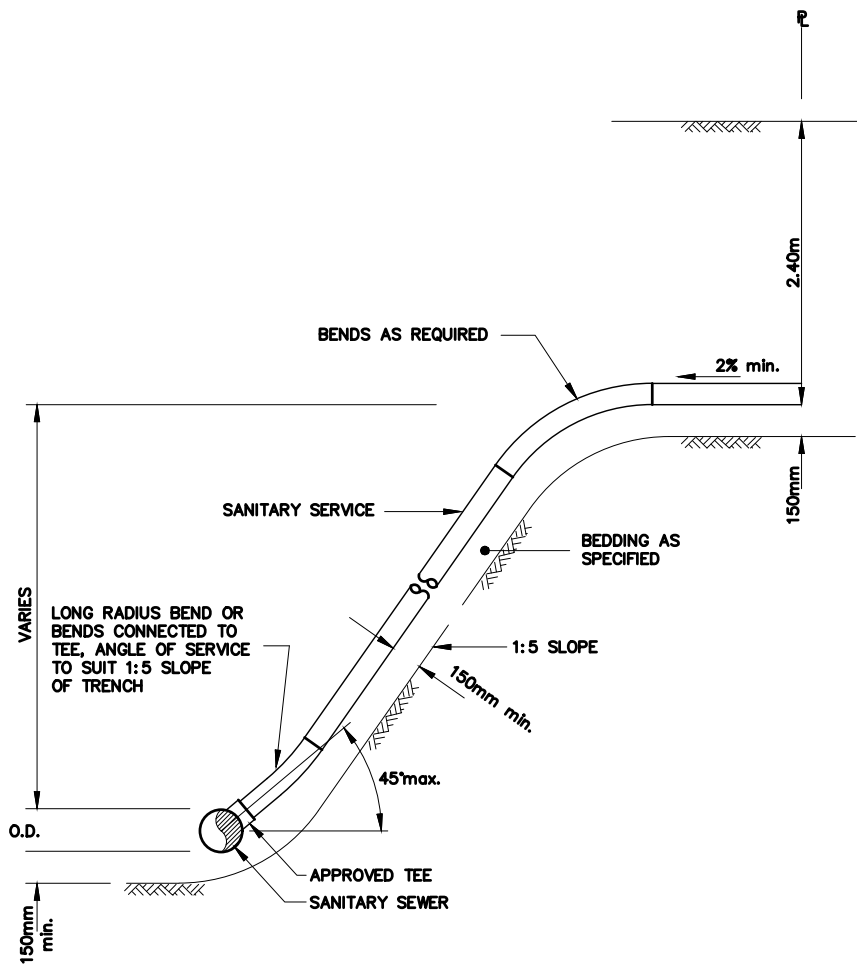 PL
2.40m
BENDS AS REQUIRED
2% min.
SANITARY SERVICE
150mm
BEDDING AS
SPECIFIED
VARIES
LONG RADIUS BEND OR
BENDS CONNECTED TO
TEE, ANGLE OF SERVICE
TO SUIT 1:5 SLOPE
OF TRENCH
1:5 SLOPE
150mm min.
45°max.
O.D.
APPROVED TEE
SANITARY SEWER
150mm
min.